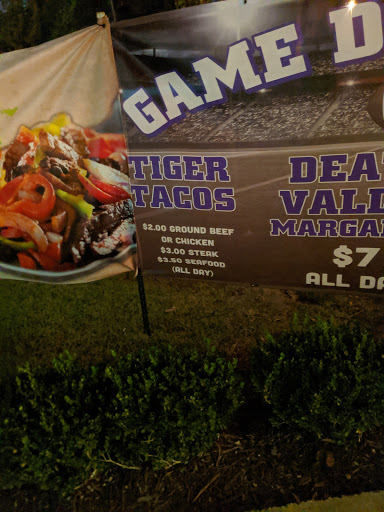 GAME D
TIGER
TACOS
$2.00 GROUND BEEF
OR CHICKEN
$3.00 STEAK
$3.50 SEAFOOD
(ALL DAY)
DEA
VALL
MARGA
$7
ALL DA